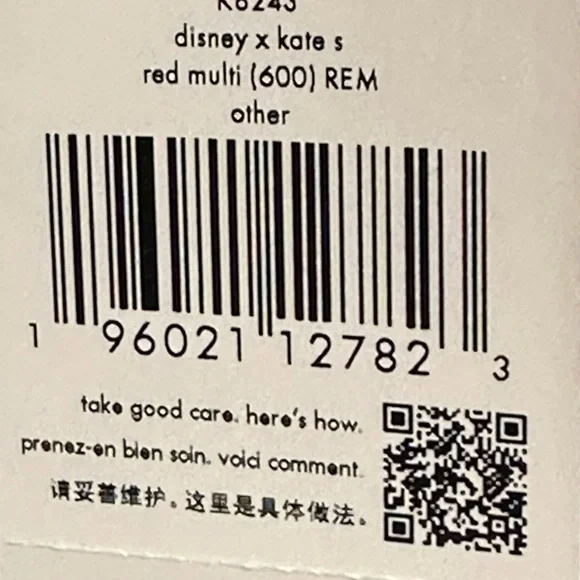 K8243
disney x kate s
red multi (600) REM
other
1 96021 12782 3
take good care. here's how.
prenez-en bien soin. voici comment.
请妥善维护。这里是具体做法。